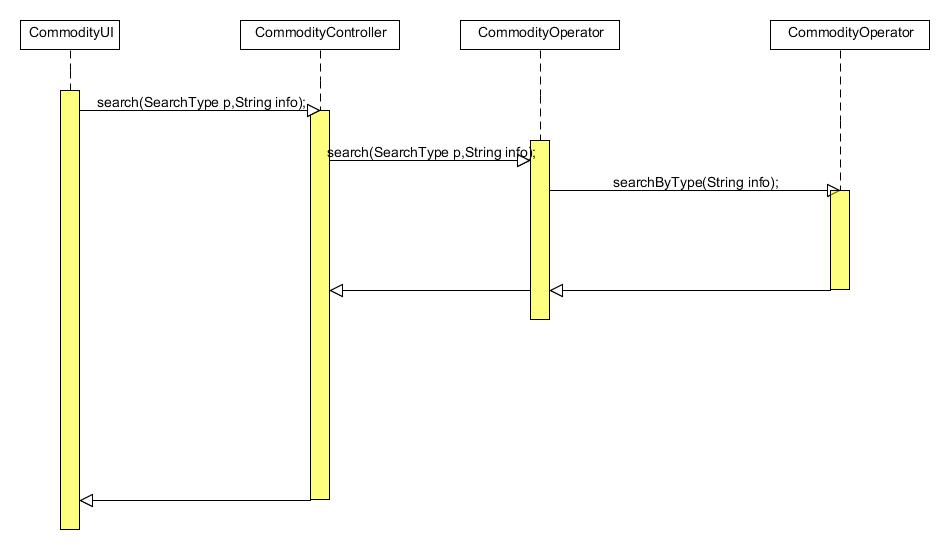 CommodityUI
CommodityController
CommodityOperator
CommodityOperator
search(SearchType p,String info);
search(SearchType p,String info);
searchByType(String info);